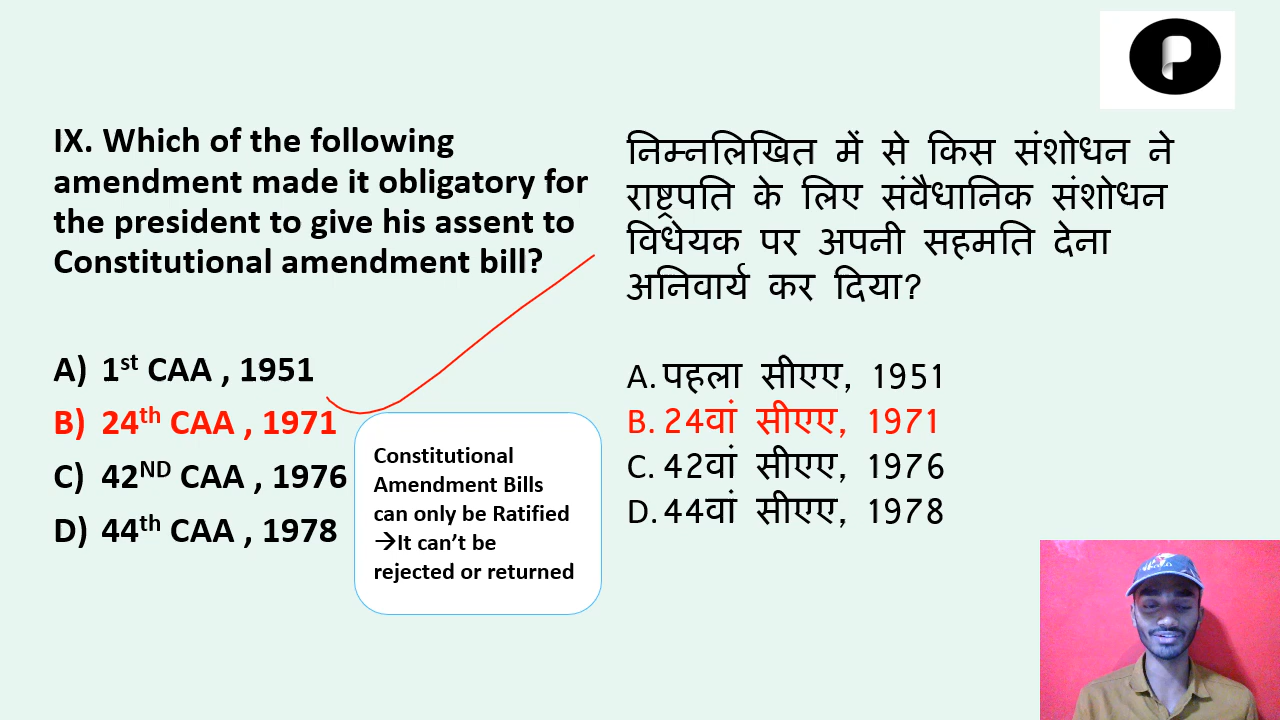 IX. Which of the following
amendment made it obligatory for
the president to give his assent to
Constitutional amendment bill?
A) 1st CAA , 1951
B) 24th CAA , 1971
C) 42ND CAA , 1976
D) 44th CAA , 1978
Constitutional
Amendment Bills
can only be Ratified
→It can’t be
rejected or returned
निम्नलिखित में से किस संशोधन ने
राष्ट्रपति के लिए संवैधानिक संशोधन
विधेयक पर अपनी सहमति देना
अनिवार्य कर दिया?
A. पहला सीएए, 1951
B. 24वां सीएए, 1971
C. 42वां सीएए, 1976
D. 44वां सीएए, 1978
P